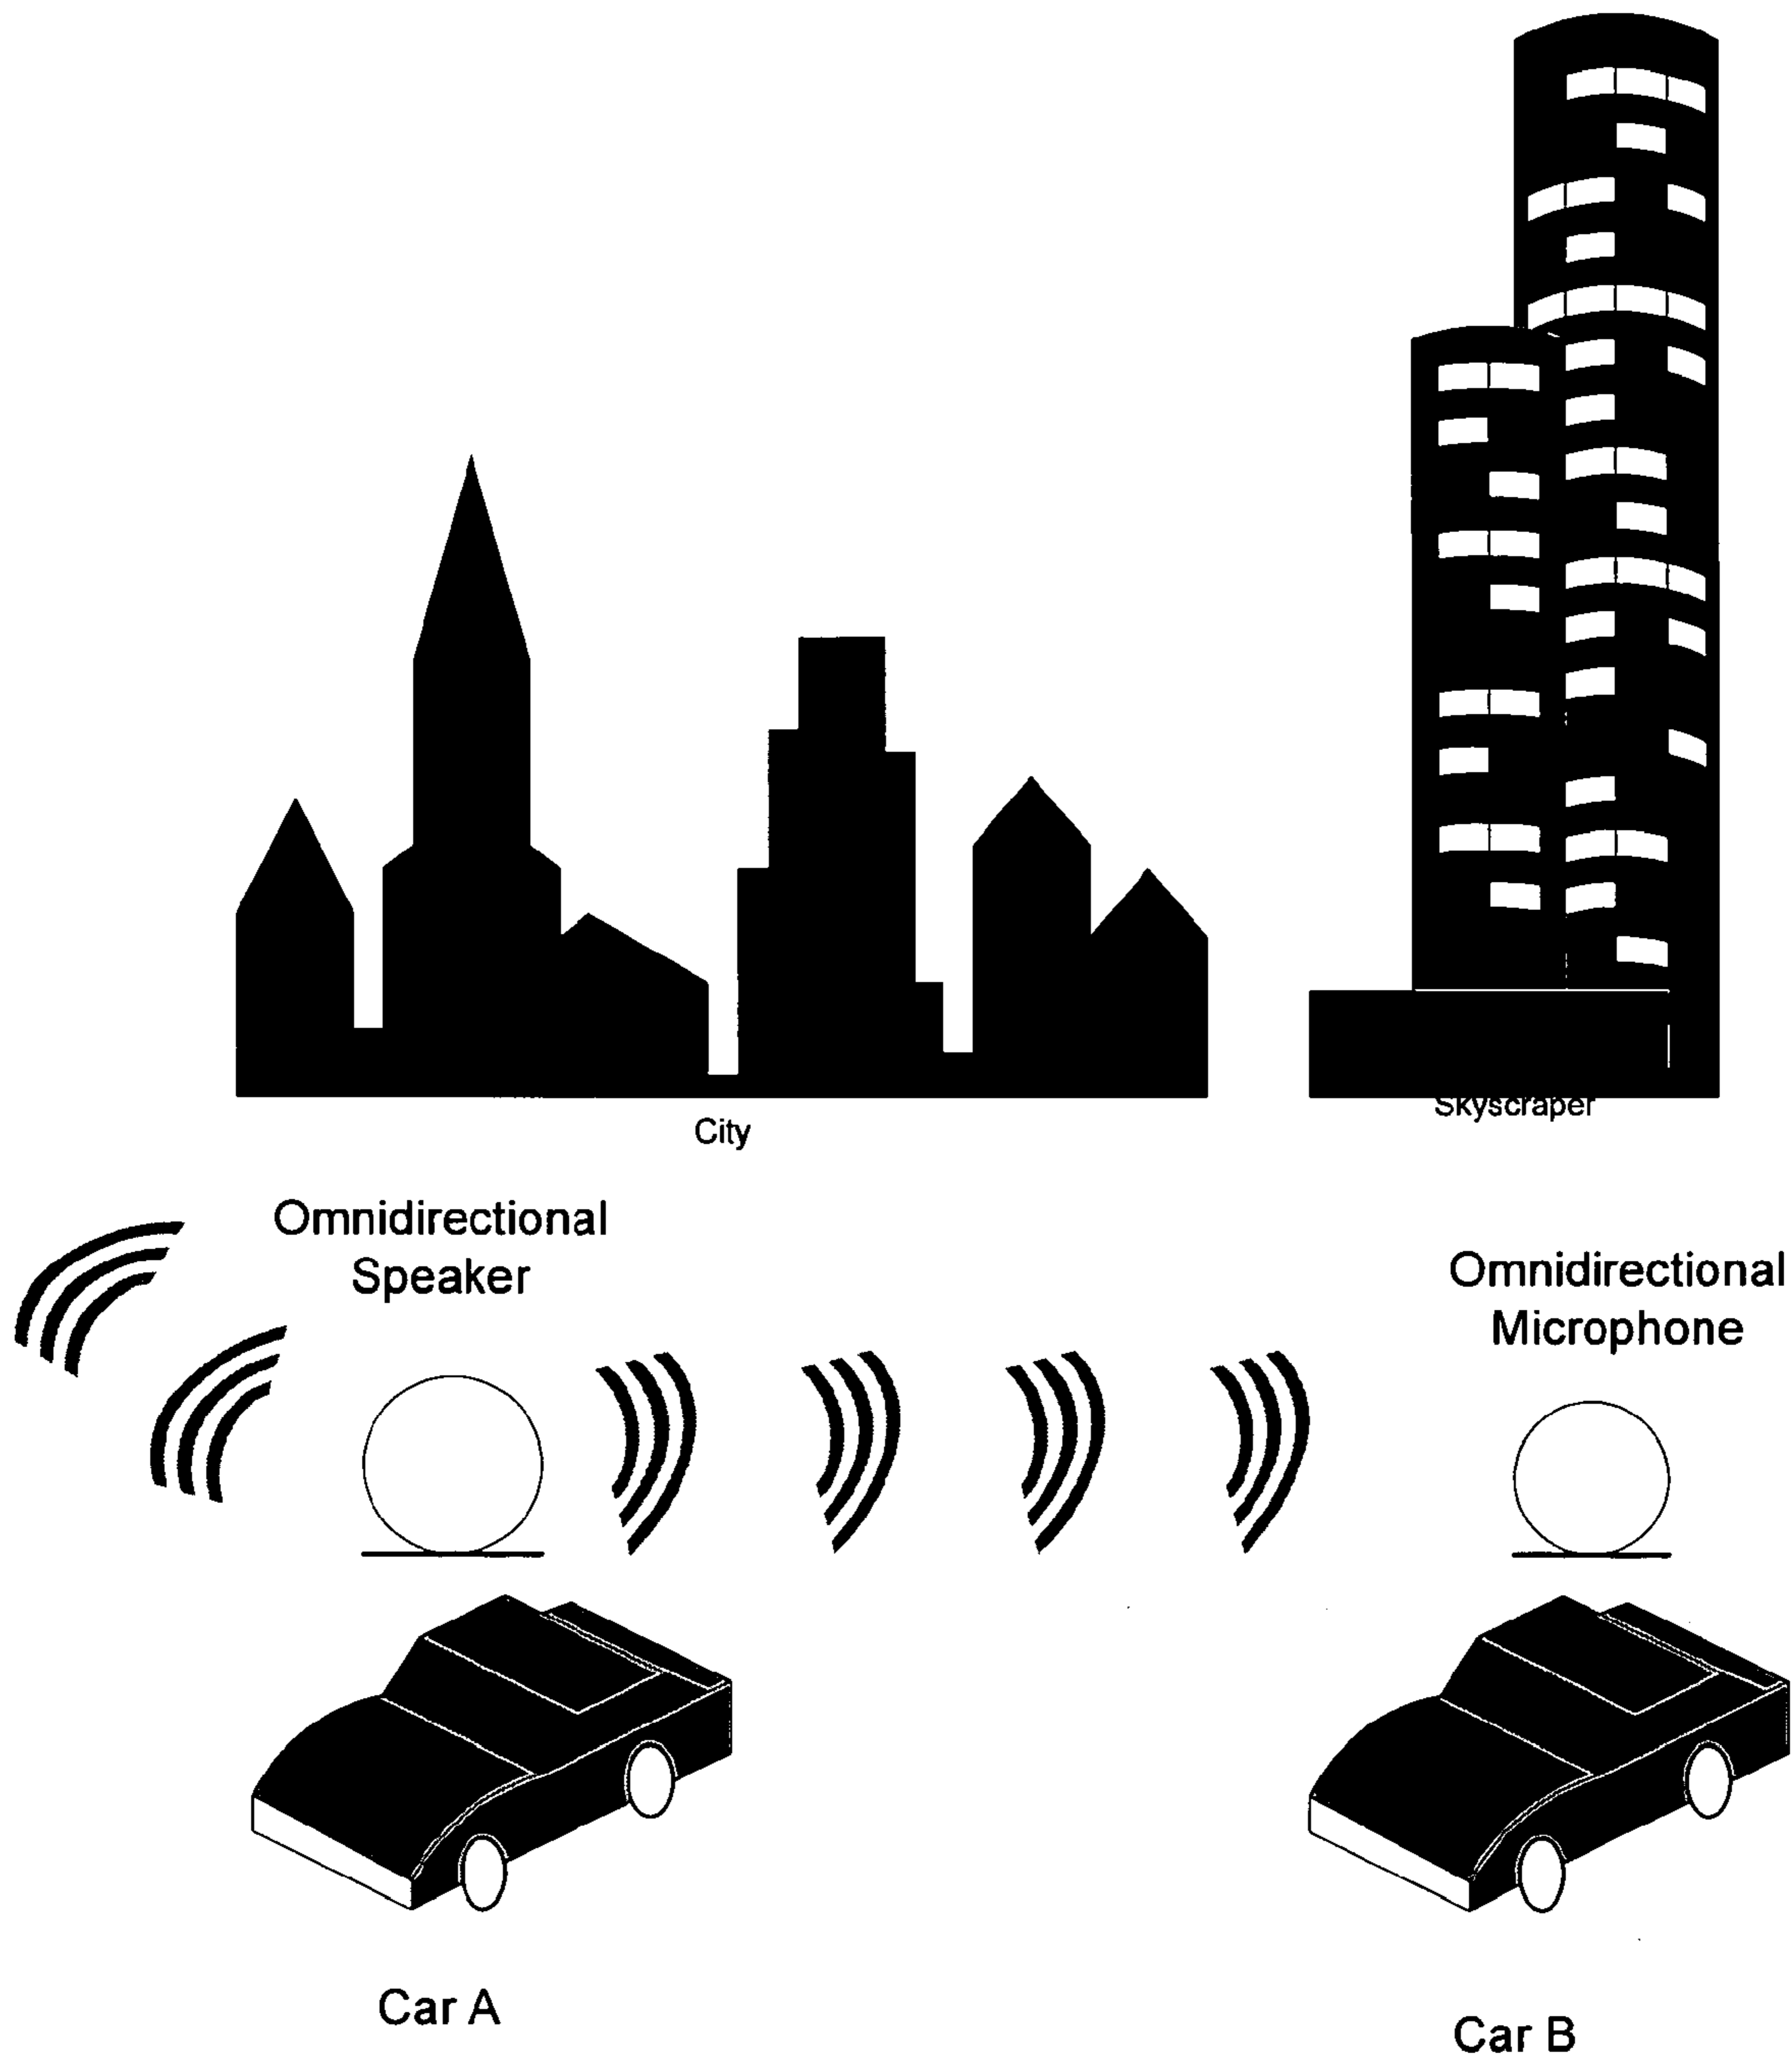 Skyscraper
City
Omnidirectional
Speaker
Omnidirectional
Microphone
Car A
Car B